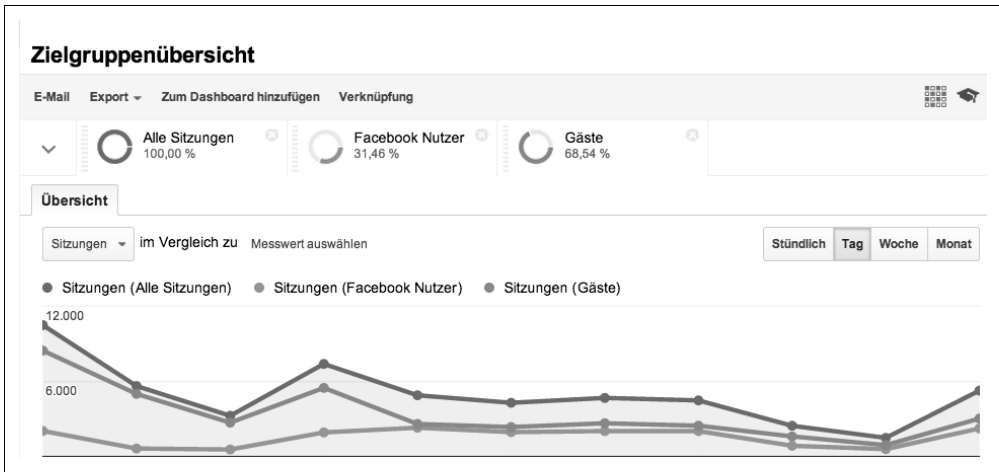 Zielgruppenübersicht
E-Mail Export Zum Dashboard hinzufügen Verknüpfung
Alle Sitzungen Facebook Nutzer Gäste
100,00 % 31,46 % 68,54 %
Übersicht
Sitzungen im Vergleich zu Messwert auswählen Stündlich Tag Woche Monat
Sitzungen (Alle Sitzungen) Sitzungen (Facebook Nutzer) Sitzungen (Gäste)
12.000
6.000